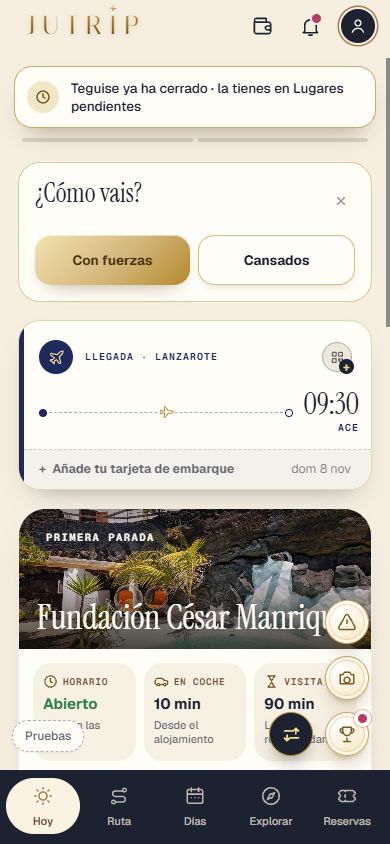 JUTRIP
Teguise ya ha cerrado · la tienes en Lugares
pendientes
¿Cómo vais?
Con fuerzas
Cansados
LLEGADA · LANZAROTE
09:30
ACE
+ Añade tu tarjeta de embarque
dom 8 nov
PRIMERA PARADA
Fundación César Manriq
HORARIO
Abierto
las
EN COCHE
10 min
Desde el
alojamiento
VISITA
90 min
Pruebas
Hoy
Ruta
Días
Explorar
Reservas